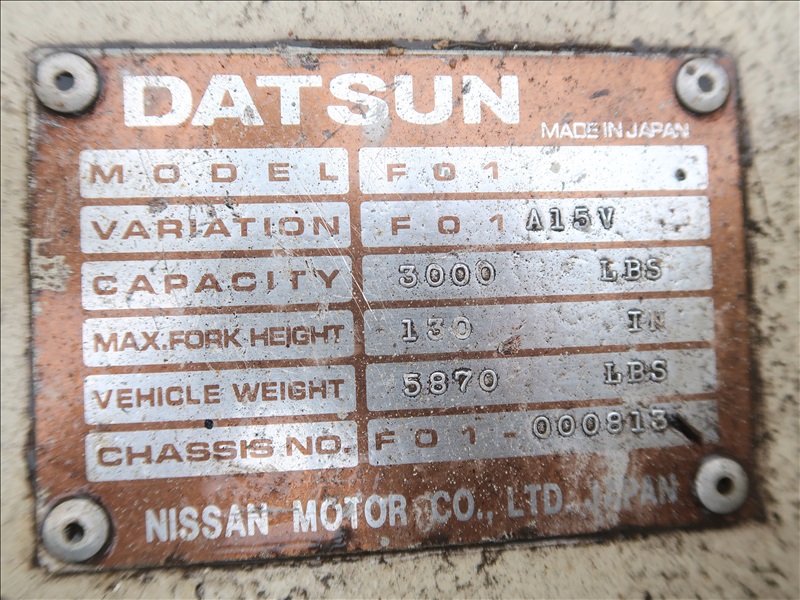 DATSUN
MADE IN JAPAN
MODEL F01
VARIATION F01A15V
CAPACITY 3000 LBS
MAX.FORK HEIGHT 130 IN
VEHICLE WEIGHT 5870 LBS
CHASSIS NO. F01-000813
NISSAN MOTOR CO., LTD. JAPAN